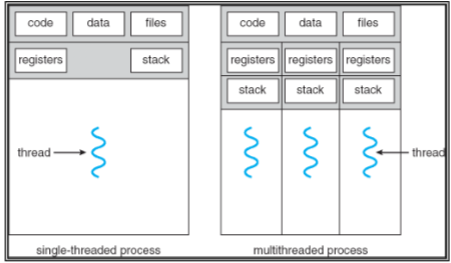 code data files code data files
registers stack registers registers registers
stack stack stack
thread thread
single-threaded process multithreaded process